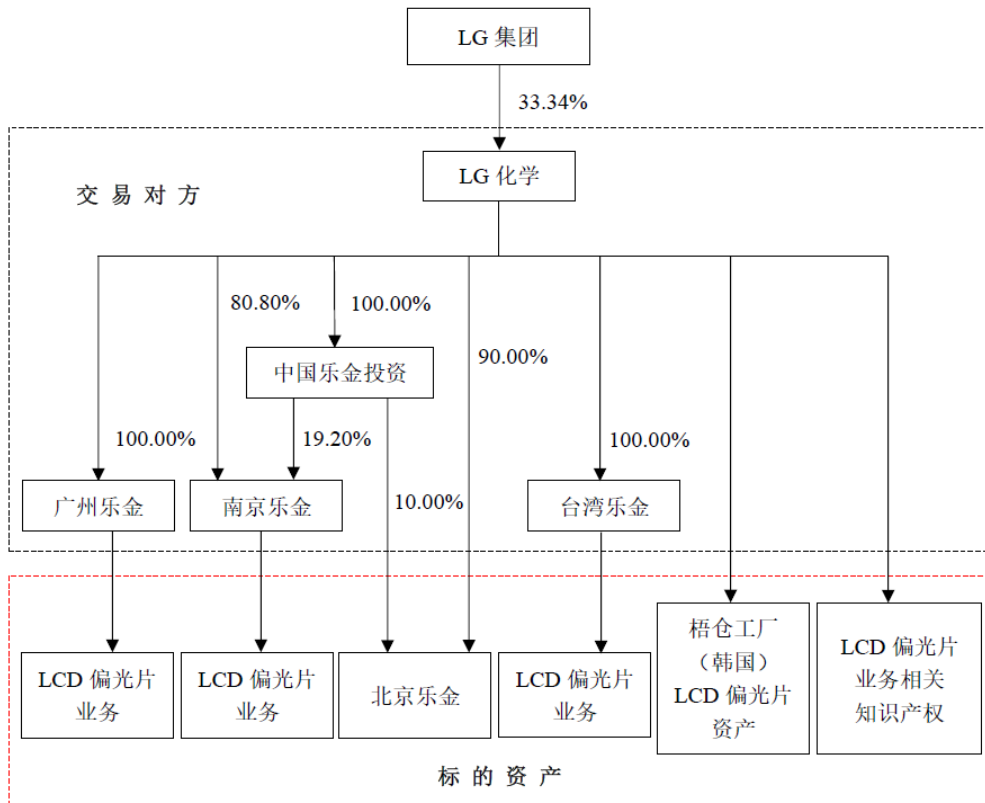 LG 集团
33.34%
交 易 对 方
LG 化学
80.80%
100.00%
90.00%
中国乐金投资
100.00%
19.20%
100.00%
10.00%
广州乐金
南京乐金
台湾乐金
LCD 偏光片
业务
LCD 偏光片
业务
北京乐金
LCD 偏光片
业务
梧仓工厂
（韩国）
LCD 偏光片
资产
LCD 偏光片
业务相关
知识产权
标 的 资 产